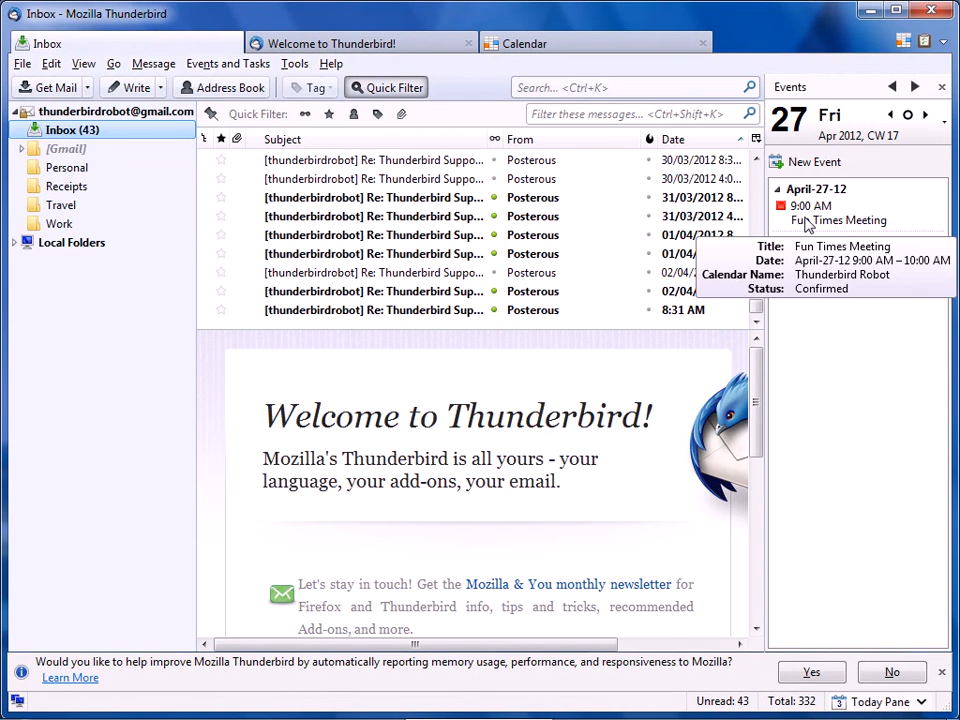 Inbox - Mozilla Thunderbird
Inbox
Welcome to Thunderbird!
Calendar
File Edit View Go Message Events and Tasks Tools Help
Get Mail Write Address Book Tag Quick Filter
Search... <Ctrl+K>
Events
thunderbirdrobot@gmail.com
Inbox (43)
[Gmail]
Personal
Receipts
Travel
Work
Local Folders
Quick Filter:
Filter these messages... <Ctrl+Shift+K>
Subject From Date
[thunderbirdrobot] Re: Thunderbird Suppo... Posterous 30/03/2012 8:3...
[thunderbirdrobot] Re: Thunderbird Suppo... Posterous 31/03/2012 4:0...
[thunderbirdrobot] Re: Thunderbird Sup... Posterous 31/03/2012 8...
[thunderbirdrobot] Re: Thunderbird Sup... Posterous 31/03/2012 4...
[thunderbirdrobot] Re: Thunderbird Sup... Posterous 01/04/2012 8
[thunderbirdrobot] Re: Thunderbird Sup... Posterous 01/04/
[thunderbirdrobot] Re: Thunderbird Suppo... Posterous 02/04/
[thunderbirdrobot] Re: Thunderbird Sup... Posterous 02/04/
[thunderbirdrobot] Re: Thunderbird Sup... Posterous 8:31 AM
27 Fri
Apr 2012, CW 17
New Event
April-27-12
9:00 AM
Fun Times Meeting
Title: Fun Times Meeting
Date: April-27-12 9:00 AM – 10:00 AM
Calendar Name: Thunderbird Robot
Status: Confirmed
Welcome to Thunderbird!
Mozilla's Thunderbird is all yours - your
language, your add-ons, your email.
Let's stay in touch! Get the Mozilla & You monthly newsletter for
Firefox and Thunderbird info, tips and tricks, recommended
Add-ons, and more.
Would you like to help improve Mozilla Thunderbird by automatically reporting memory usage, performance, and responsiveness to Mozilla?
Learn More
Yes
No
Unread: 43 Total: 332 3 Today Pane